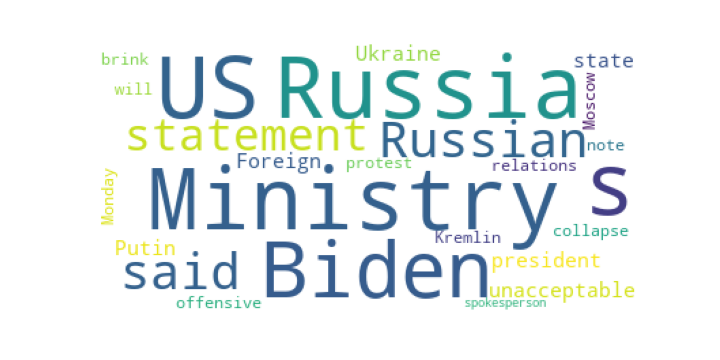 brink Ukraine
US Russia state
will Moscow
statement Russian note
Foreign protest relations
Monday Ministry s
Putin Kremlin collapse
said Biden president
unacceptable
offensive spokesperson